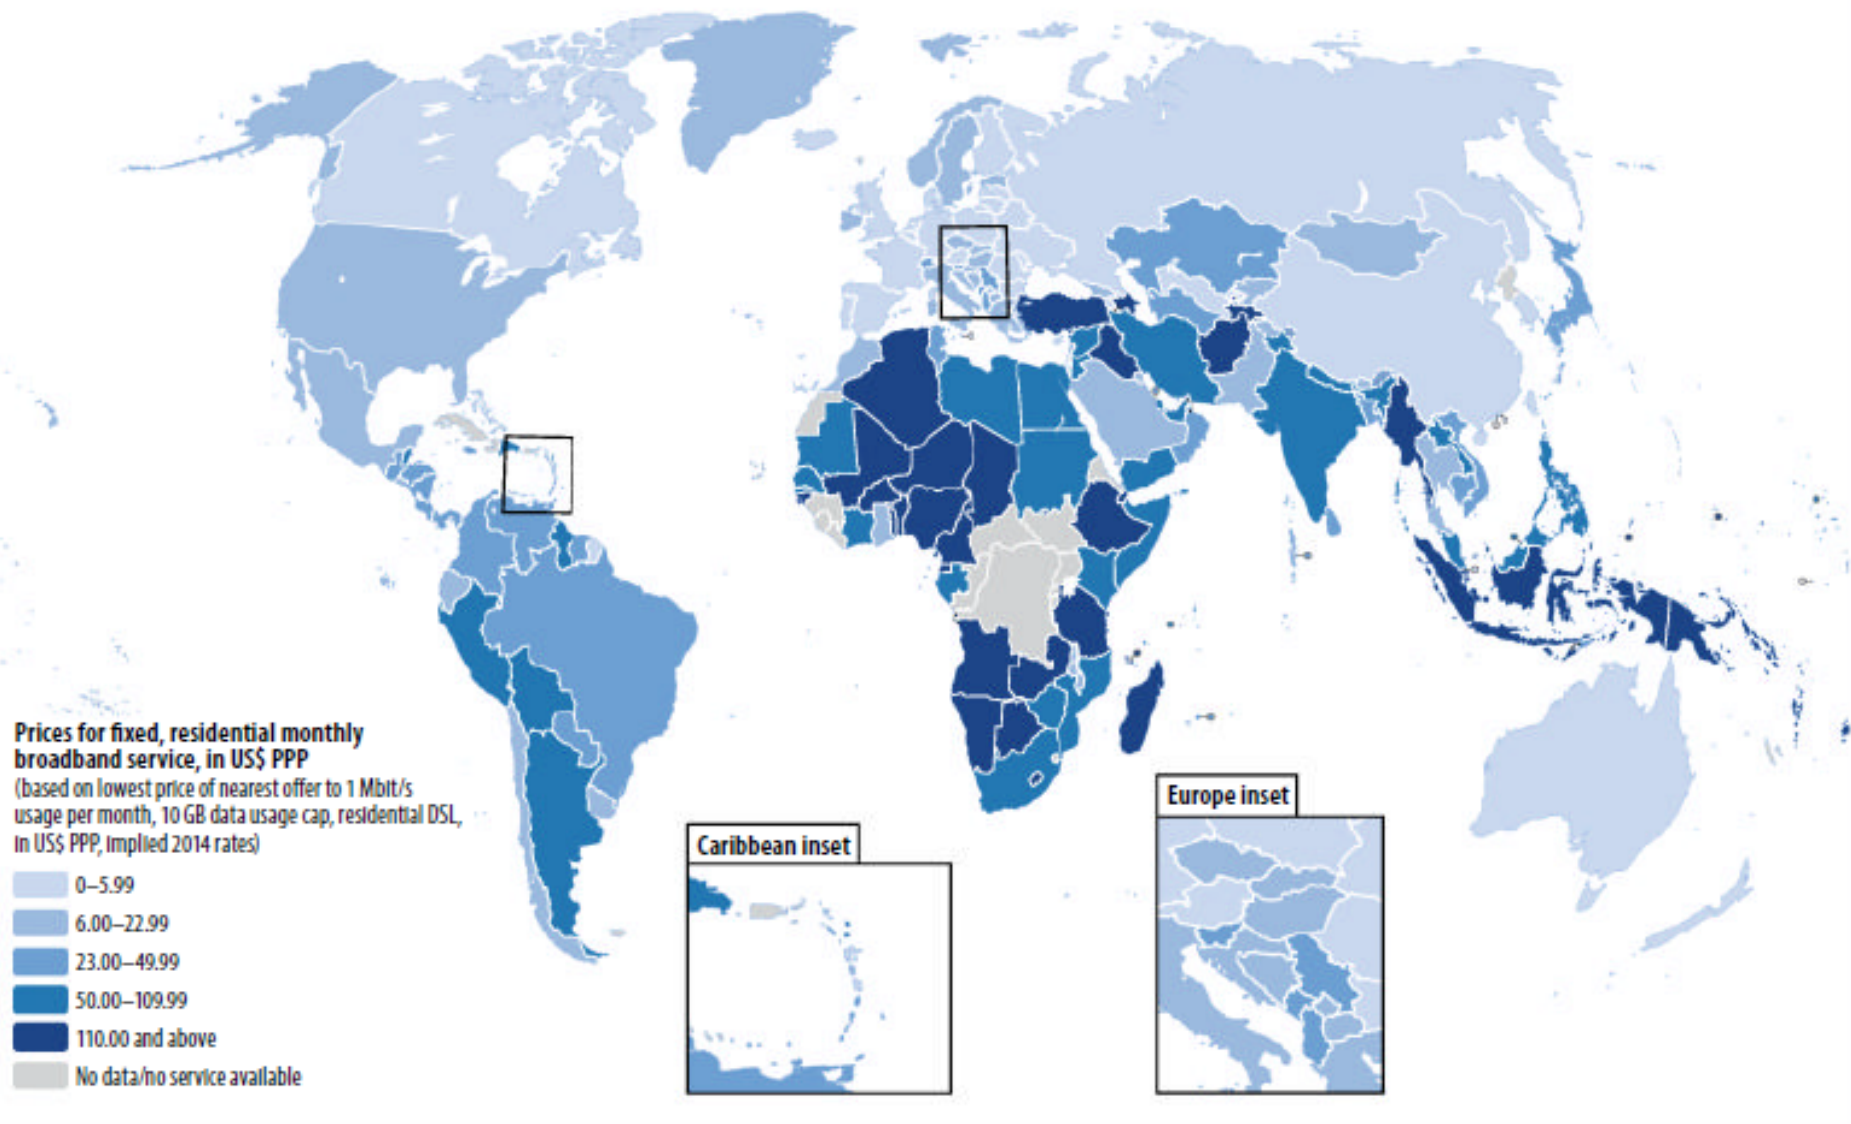 Prices for fixed, residential monthly
broadband service, in US$ PPP
(based on lowest price of nearest offer to 1 Mbit/s
usage per month, 10 GB data usage cap, residential DSL,
in US$ PPP, implied 2014 rates)
0–5.99
6.00–22.99
23.00–49.99
50.00–109.99
110.00 and above
No data/no service available
Caribbean inset
Europe inset